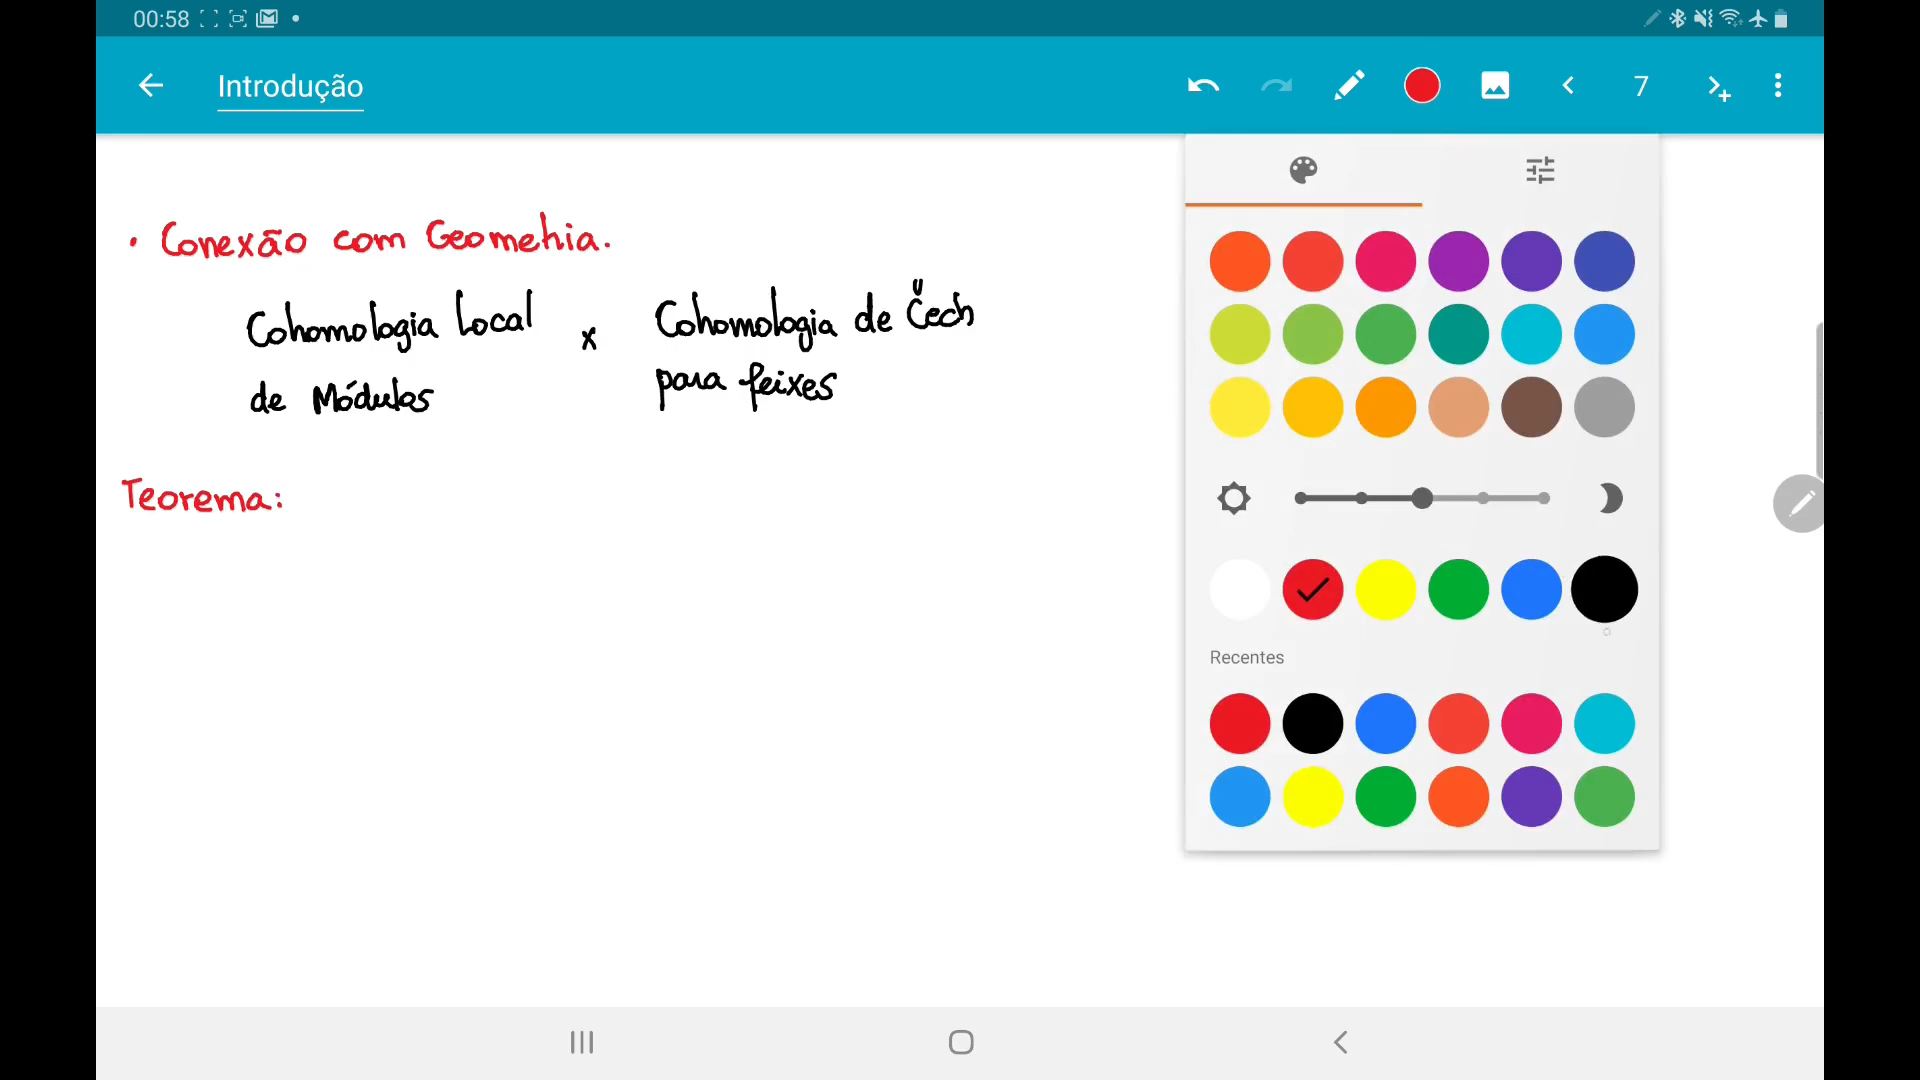 00:58
Introdução
7
• Conexão com Geometria.
Cohomologia Local x Cohomologia de Čech
de Módulos para feixes
Teorema:
Recentes